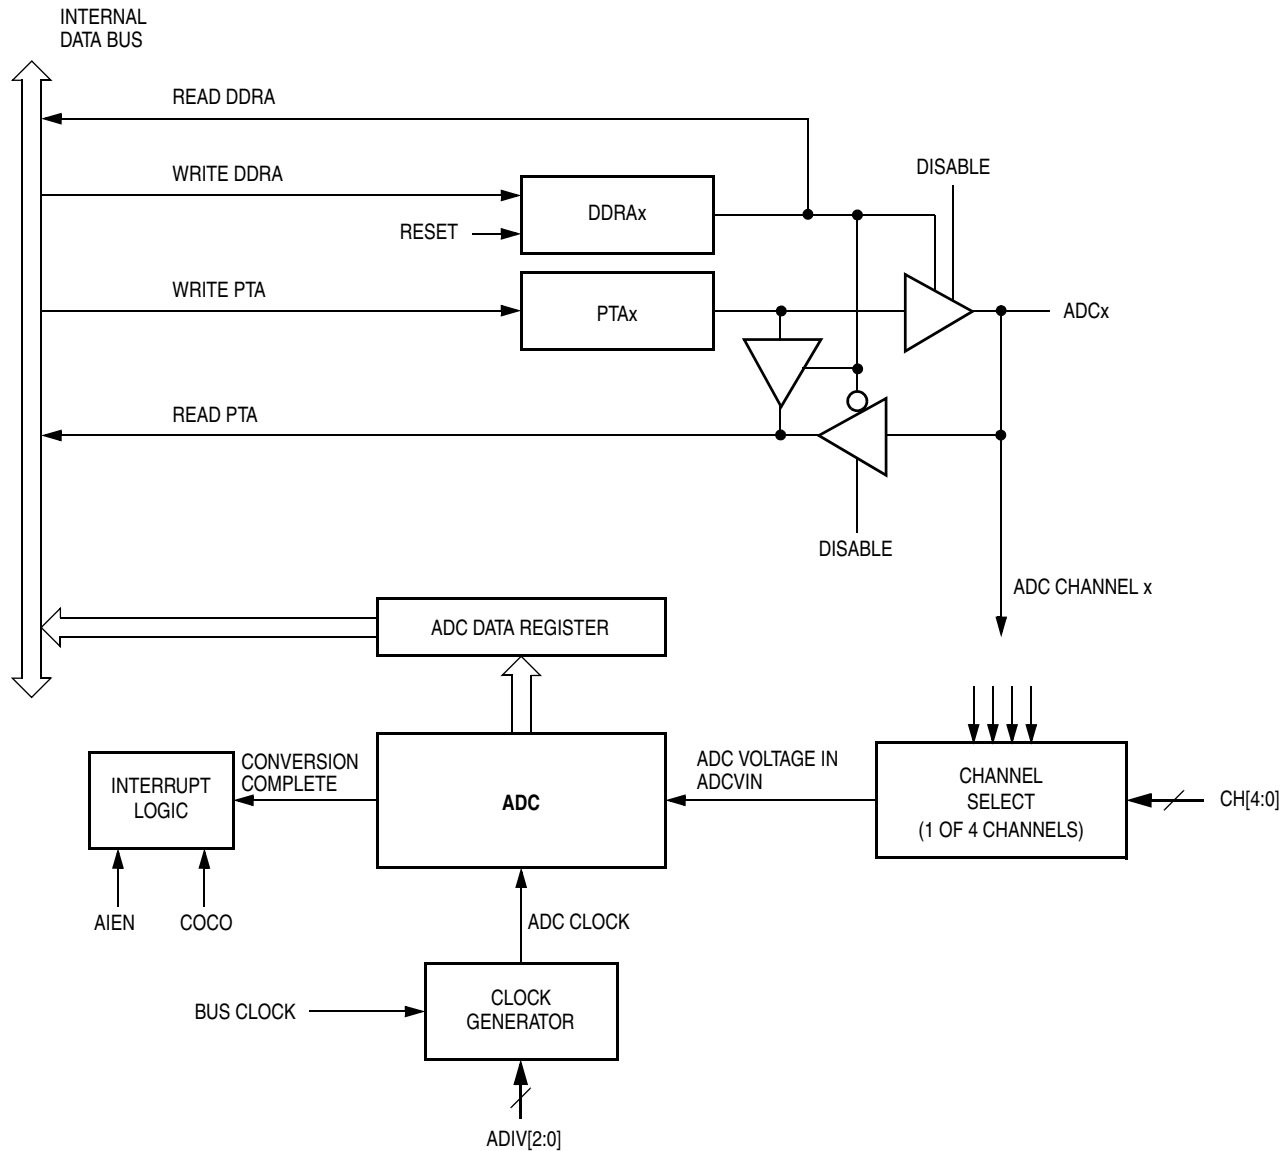 INTERNAL
DATA BUS
READ DDRA
WRITE DDRA
DISABLE
DDRAx
RESET
WRITE PTA
PTAx
ADCx
READ PTA
DISABLE
ADC CHANNEL x
ADC DATA REGISTER
INTERRUPT
LOGIC
CONVERSION
COMPLETE
ADC
ADC VOLTAGE IN
ADCVIN
CHANNEL
SELECT
(1 OF 4 CHANNELS)
CH[4:0]
AIEN
COCO
ADC CLOCK
BUS CLOCK
CLOCK
GENERATOR
ADIV[2:0]